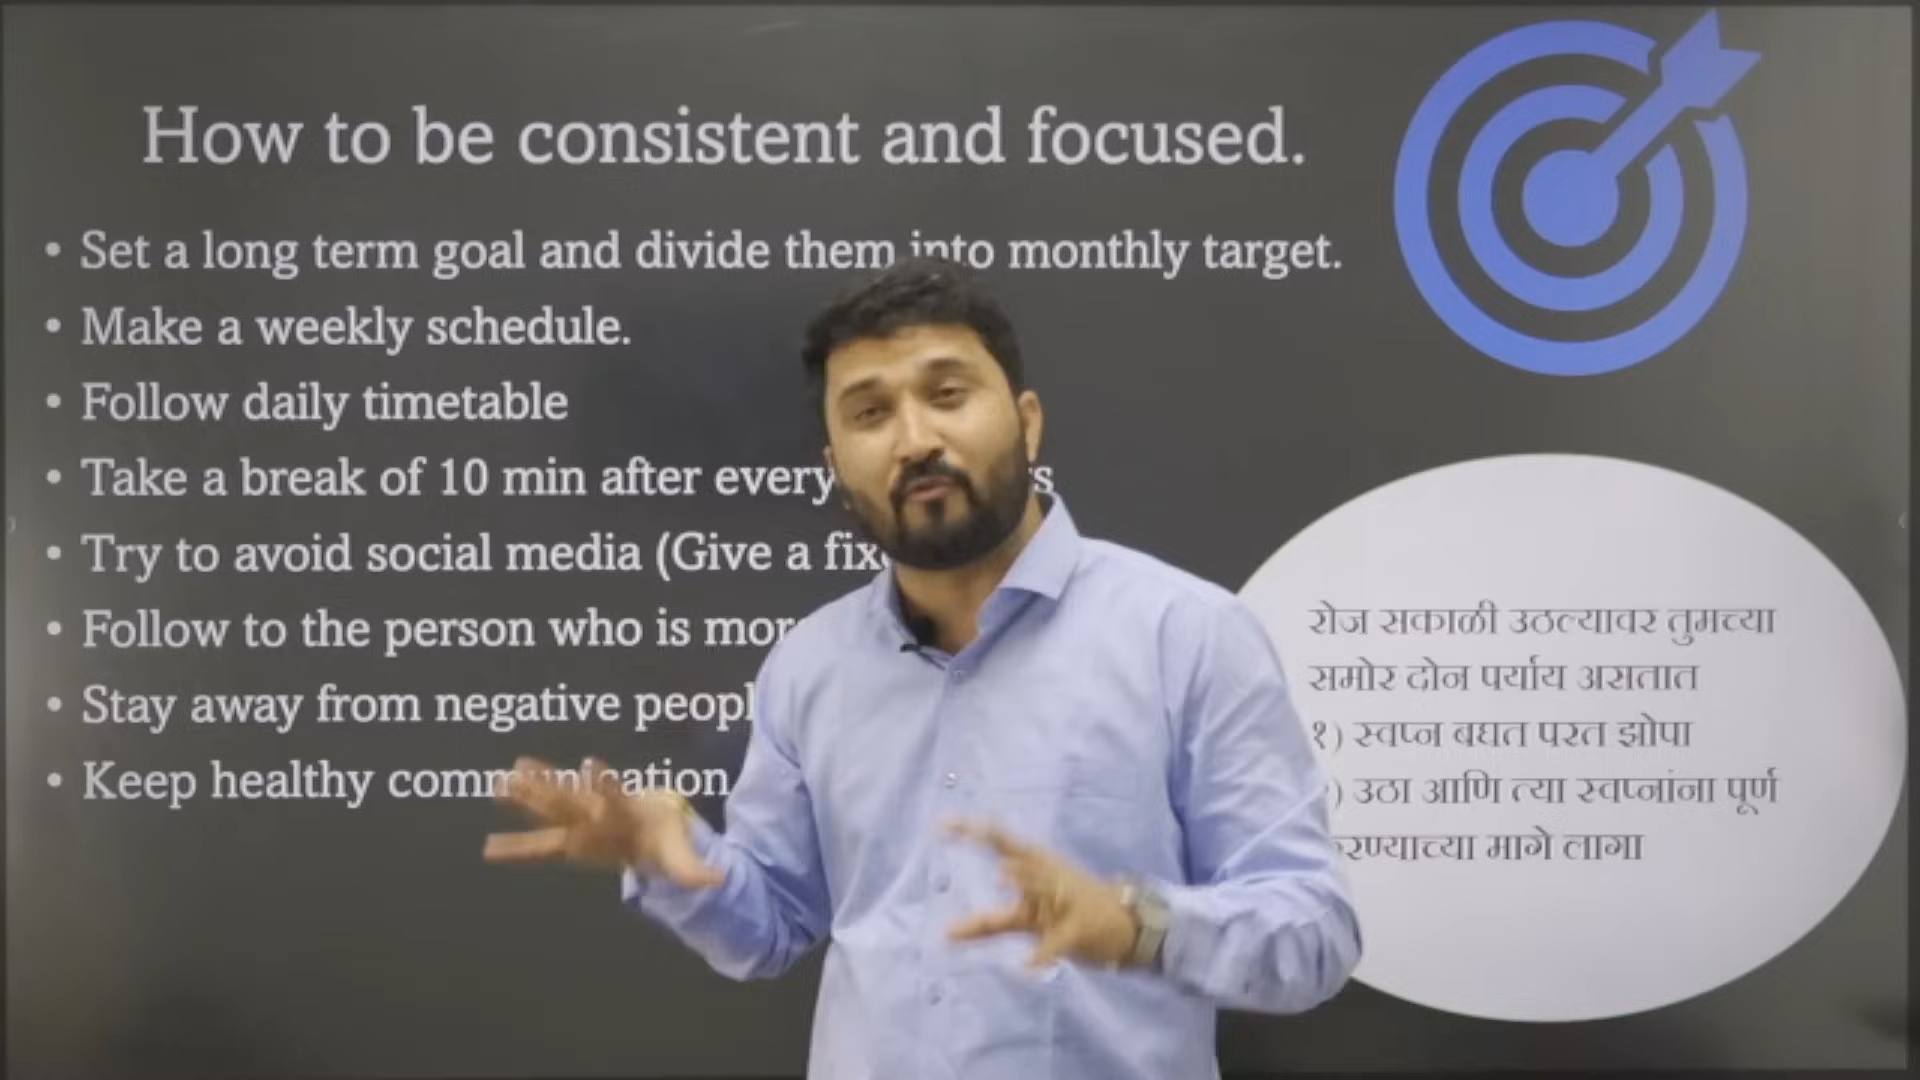 How to be consistent and focused.
• Set a long term goal and divide them into monthly target.
• Make a weekly schedule.
• Follow daily timetable
• Take a break of 10 min after every
• Try to avoid social media (Give a
• Follow to the person who is
• Stay away from negative
• Keep healthy communication
रोज सकाळी उठल्यावर तुमच्या
समोर दोन पर्याय असतात
१) स्वप्न बघत परत झोपा
) उठा आणि त्या स्वप्नांना पूर्ण
मागे लागा